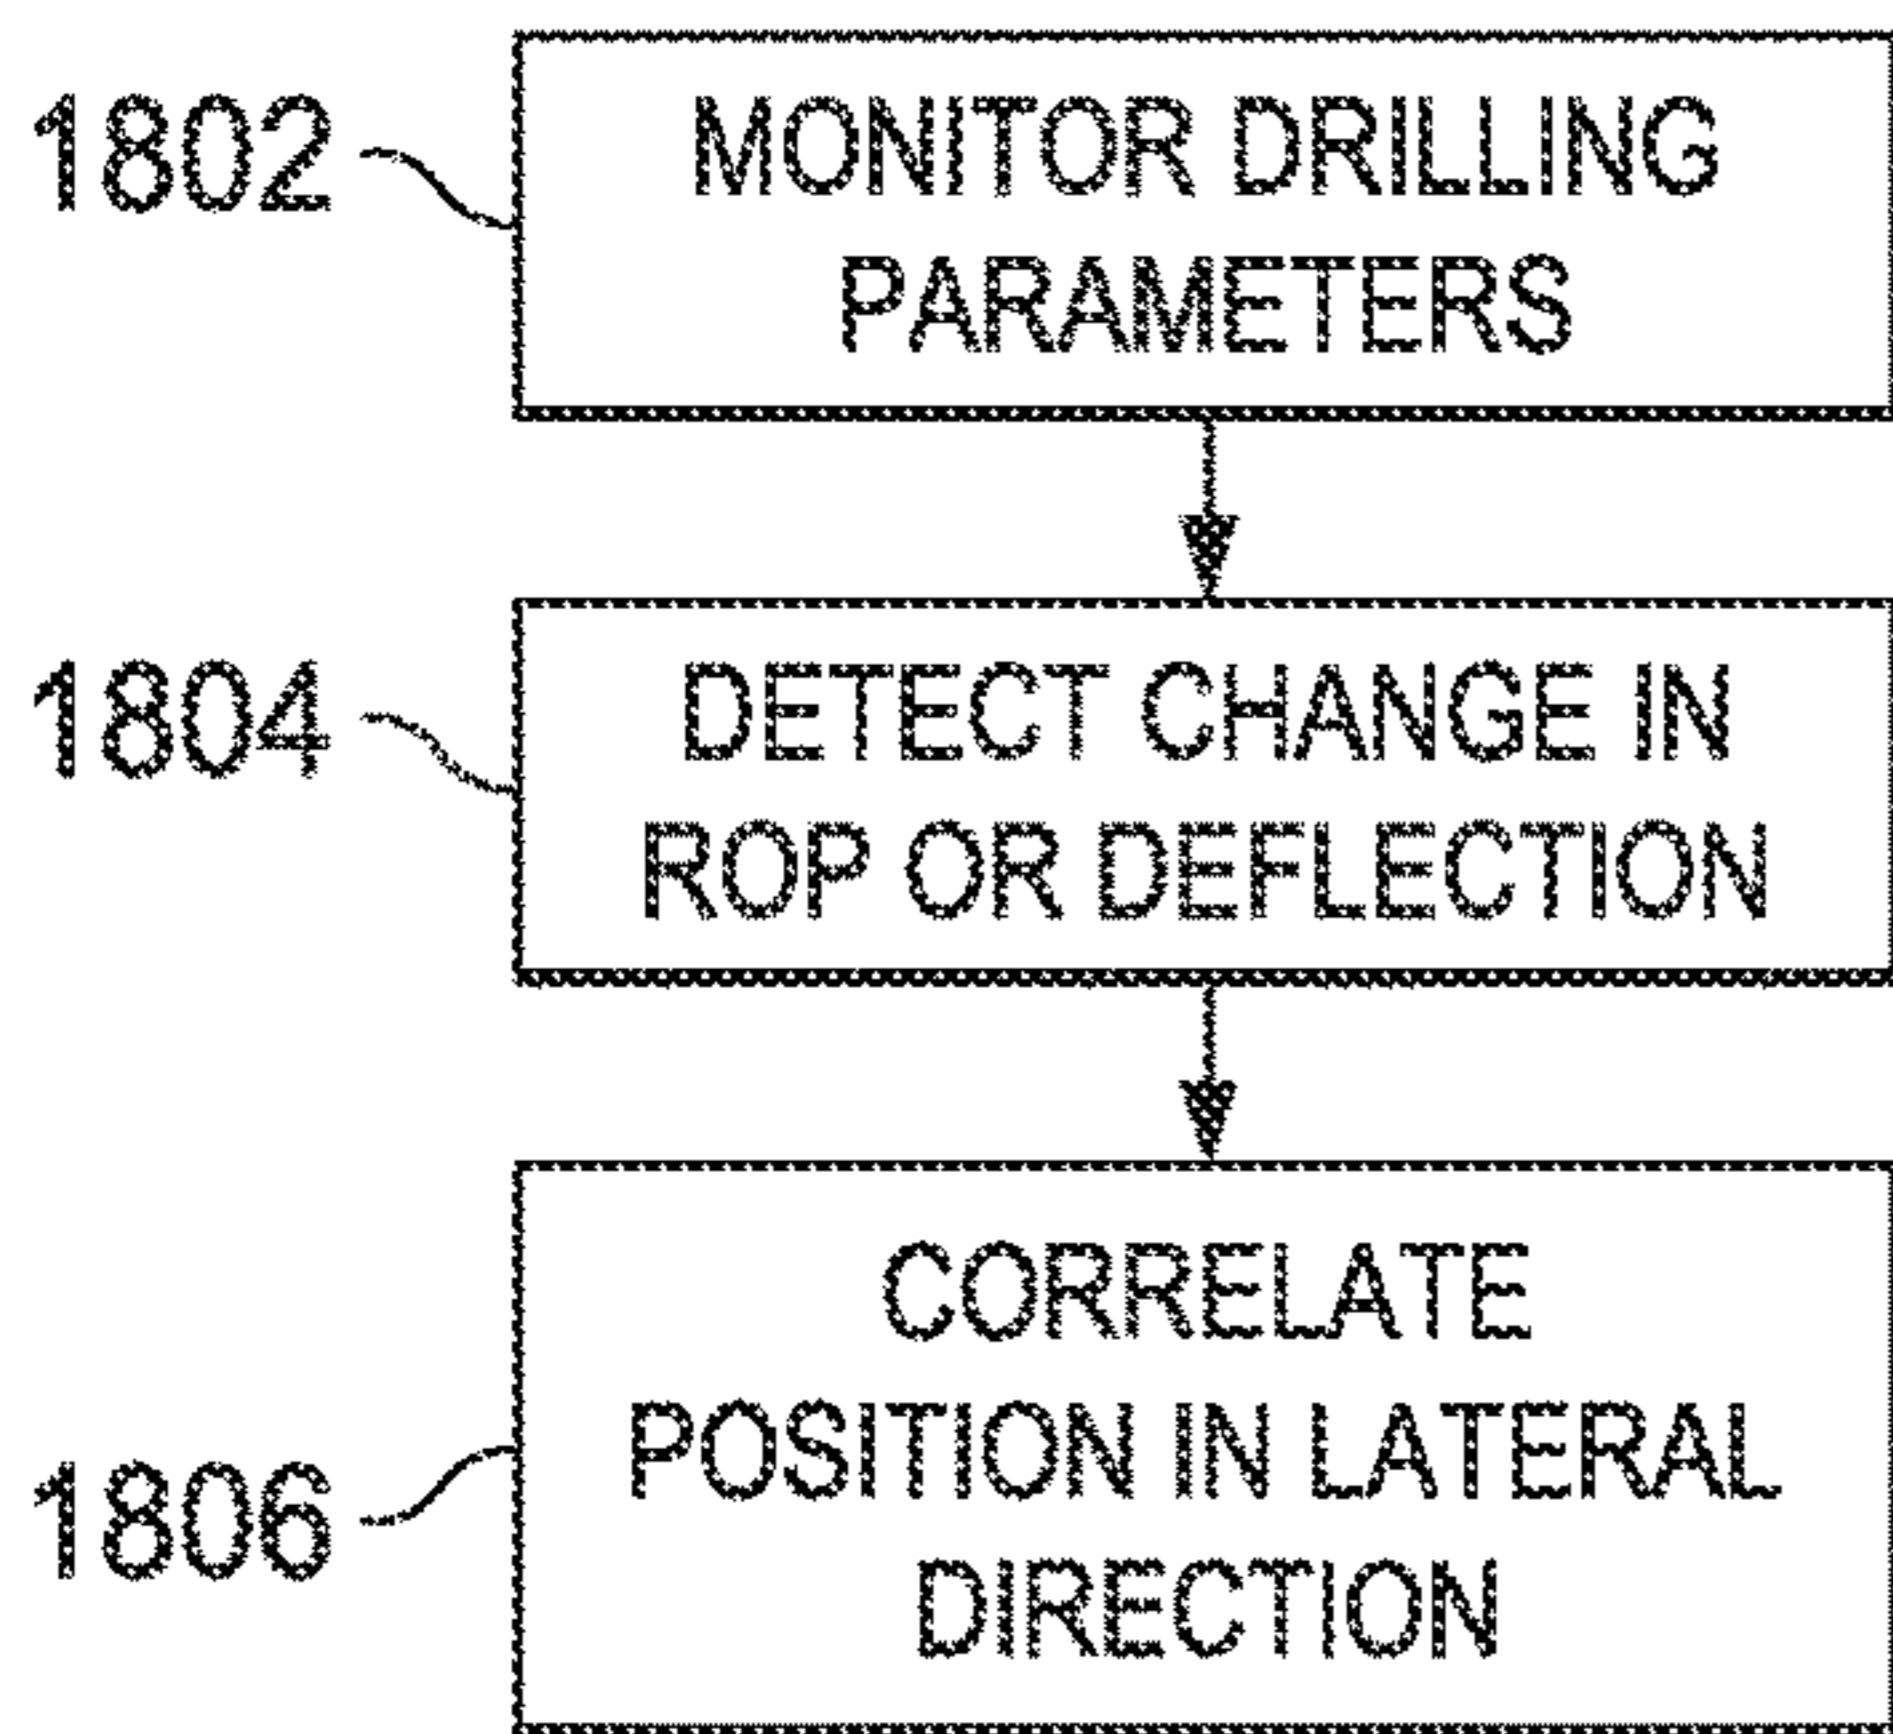 1802
MONITOR DRILLING
PARAMETERS
1804
DETECT CHANGE IN
ROP OR DEFLECTION
1806
CORRELATE
POSITION IN LATERAL
DIRECTION